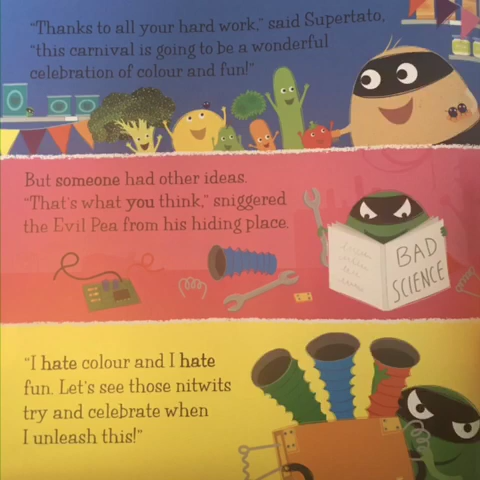 “Thanks to all your hard work,” said Supertato,
“this carnival is going to be a wonderful
celebration of colour and fun!”
But someone had other ideas.
“That's what you think,” sniggered
the Evil Pea from his hiding place.
BAD
SCIENCE
“I hate colour and I hate
fun. Let's see those nitwits
try and celebrate when
I unleash this!”